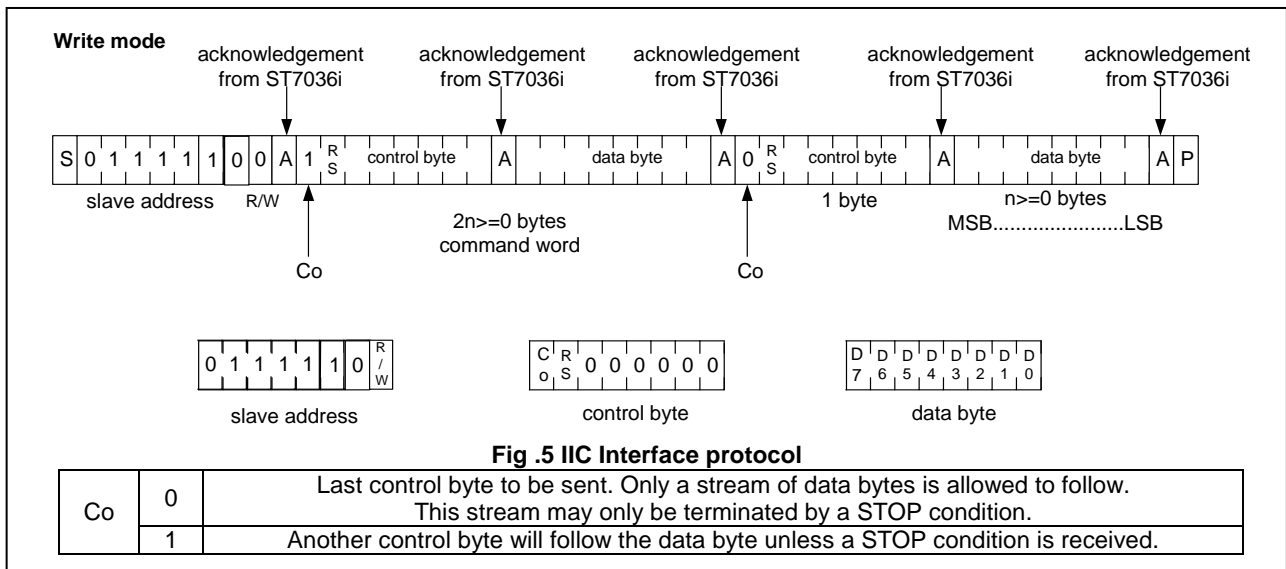 Write mode
acknowledgement from ST7036i
acknowledgement from ST7036i
acknowledgement from ST7036i
acknowledgement from ST7036i
acknowledgement from ST7036i
S 0 1 1 1 1 1 0 0 A 1 RS control byte A data byte A 0 RS control byte A data byte A P
slave address R/W
2n>=0 bytes
command word
1 byte
n>=0 bytes
MSB.......................LSB
Co
Co
0 1 1 1 1 1 0 R/W
slave address
Co RS 0 0 0 0 0 0
control byte
D7 D6 D5 D4 D3 D2 D1 D0
data byte
Fig .5 IIC Interface protocol
Co
0 Last control byte to be sent. Only a stream of data bytes is allowed to follow.
This stream may only be terminated by a STOP condition.
1 Another control byte will follow the data byte unless a STOP condition is received.